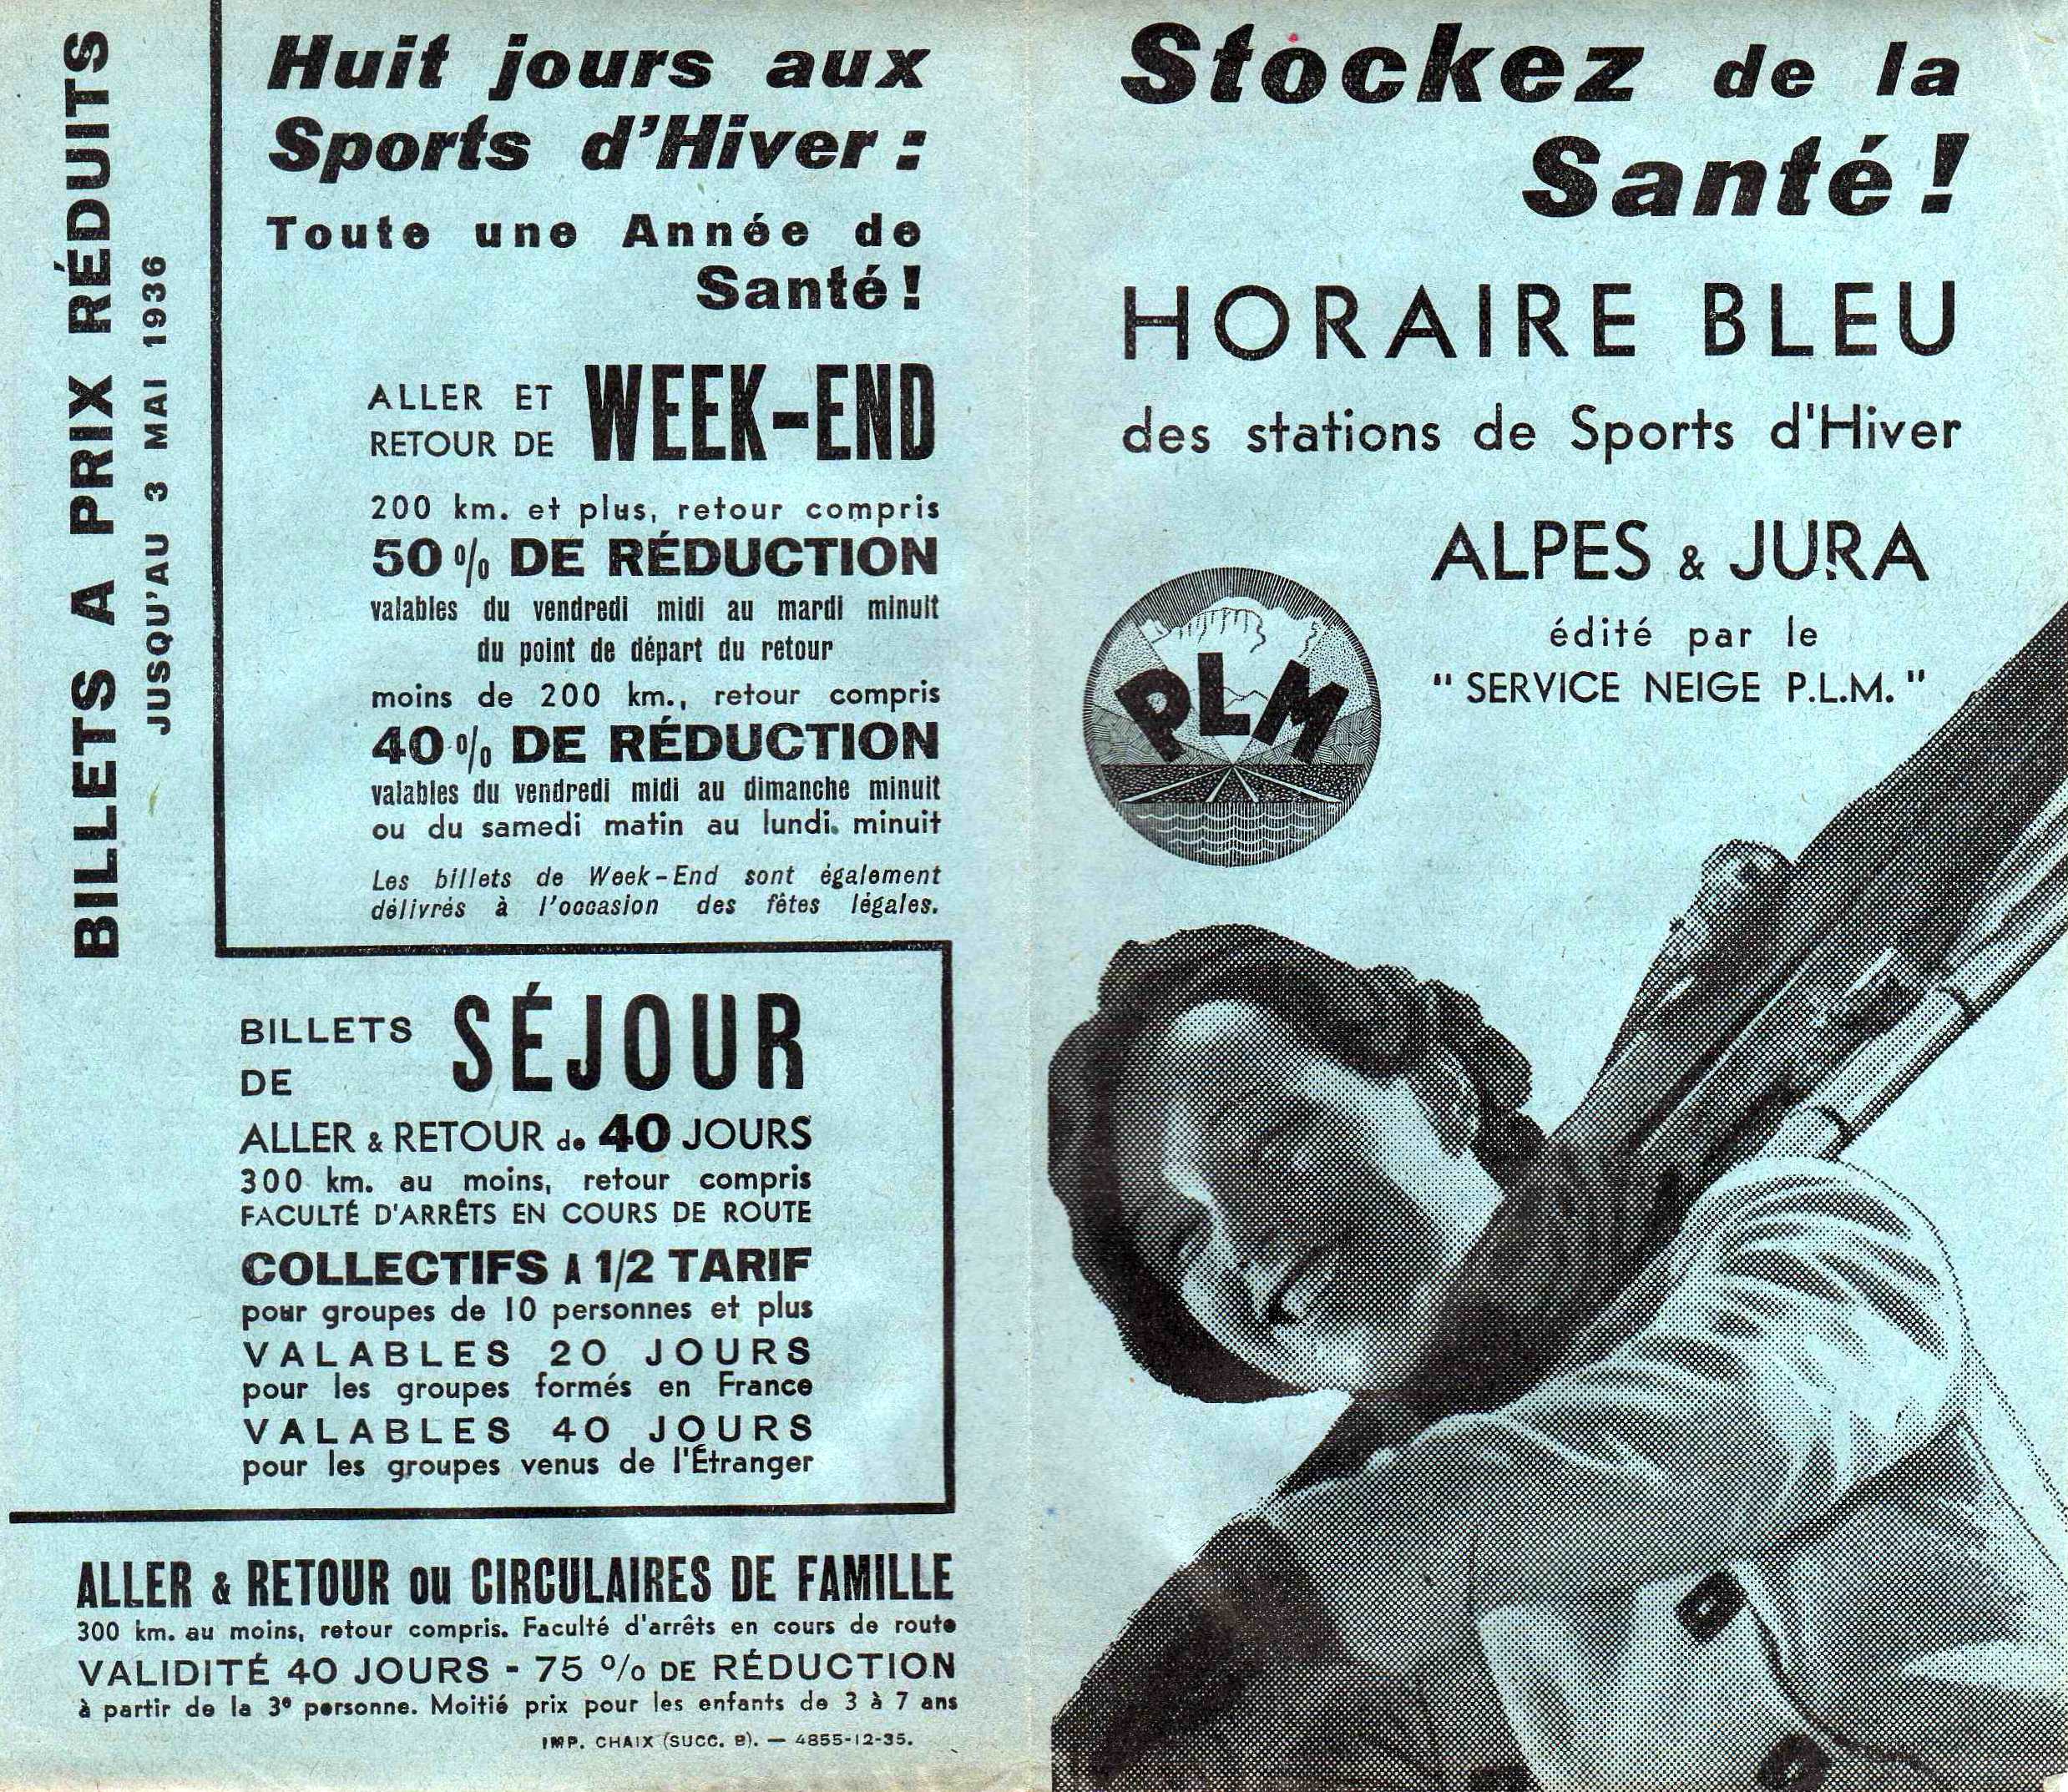 BILLETS A PRIX RÉDUITS
JUSQU'AU 3 MAI 1936
Huit jours aux
Sports d'Hiver :
Toute une Année de
Santé !
ALLER ET
RETOUR DE
WEEK-END
200 km. et plus, retour compris
50 % DE RÉDUCTION
valables du vendredi midi au mardi minuit
du point de départ du retour
moins de 200 km., retour compris
40 % DE RÉDUCTION
valables du vendredi midi au dimanche minuit
ou du samedi matin au lundi minuit
Les billets de Week-End sont également
délivrés à l'occasion des fêtes légales.
BILLETS
DE
SÉJOUR
ALLER & RETOUR de 40 JOURS
300 km. au moins, retour compris
FACULTÉ D'ARRÊTS EN COURS DE ROUTE
COLLECTIFS A 1/2 TARIF
pour groupes de 10 personnes et plus
VALABLES 20 JOURS
pour les groupes formés en France
VALABLES 40 JOURS
pour les groupes venus de l'Étranger
ALLER & RETOUR ou CIRCULAIRES DE FAMILLE
300 km. au moins, retour compris. Faculté d'arrêts en cours de route
VALIDITÉ 40 JOURS - 75 % DE RÉDUCTION
à partir de la 3e personne. Moitié prix pour les enfants de 3 à 7 ans
IMP. CHAIX (SUCC. B). — 4855-12-35.
Stockez de la
Santé !
HORAIRE BLEU
des stations de Sports d'Hiver
ALPES & JURA
édité par le
"SERVICE NEIGE P.L.M."
PLM